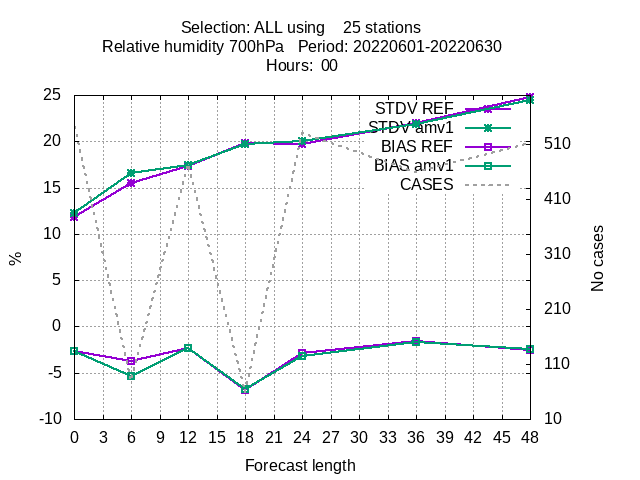 Selection: ALL using    25 stations
Relative humidity 700hPa   Period: 20220601-20220630
Hours:  00
25
20
15
10
5
0
-5
-10
%
STDV REF
STDV amv1
BIAS REF
BIAS amv1
CASES
510
410
310
210
110
10
No cases
0 3 6 9 12 15 18 21 24 27 30 33 36 39 42 45 48
Forecast length